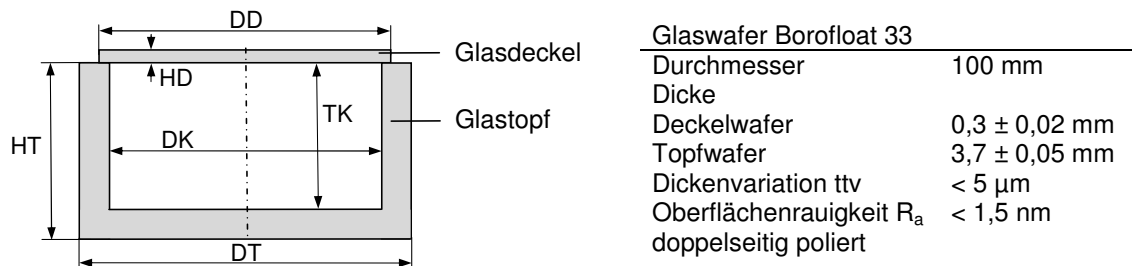 DD
Glasdeckel
HD
HT
TK
Glastopf
DK
DT
Glaswafer Borofloat 33
Durchmesser 100 mm
Dicke
Deckelwafer 0,3 ± 0,02 mm
Topfwafer 3,7 ± 0,05 mm
Dickenvariation ttv < 5 µm
Oberflächenrauigkeit Ra < 1,5 nm
doppelseitig poliert